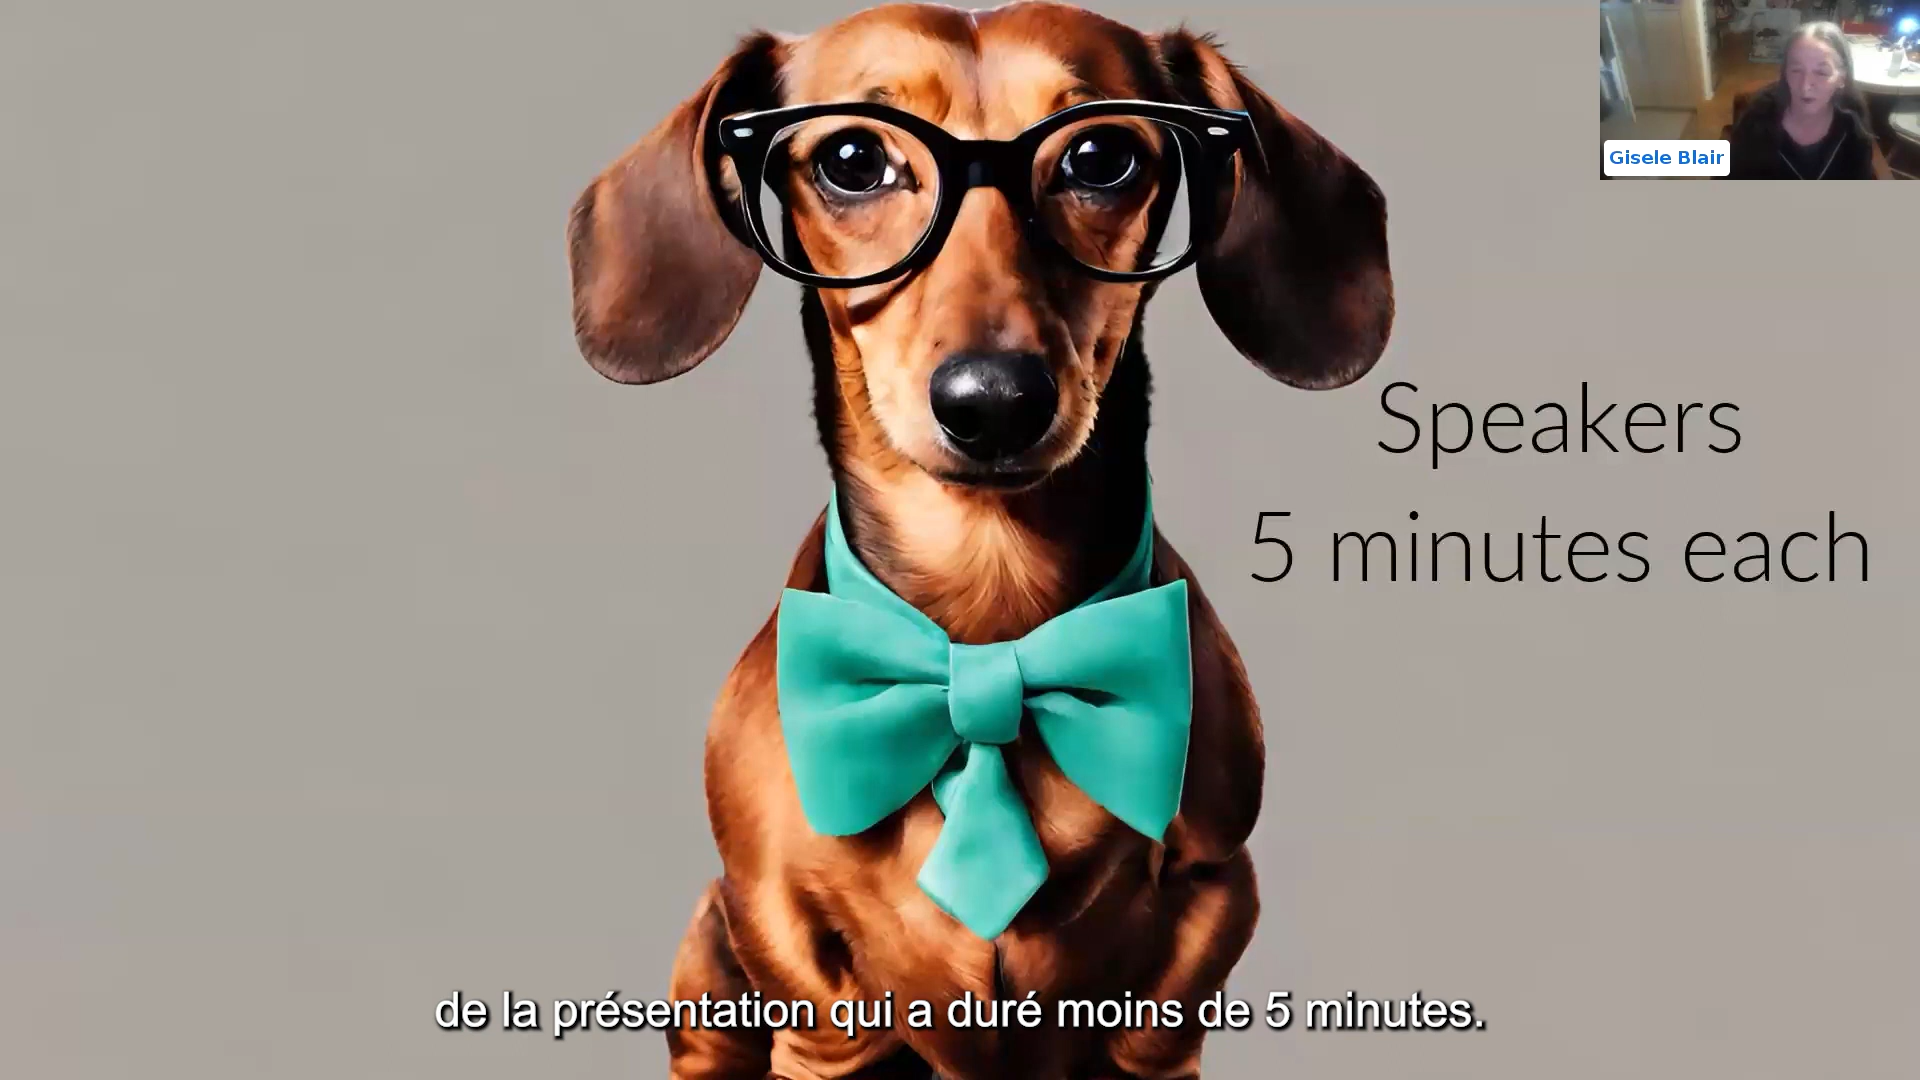 Gisele Blair
Speakers
5 minutes each
de la présentation qui a duré moins de 5 minutes.